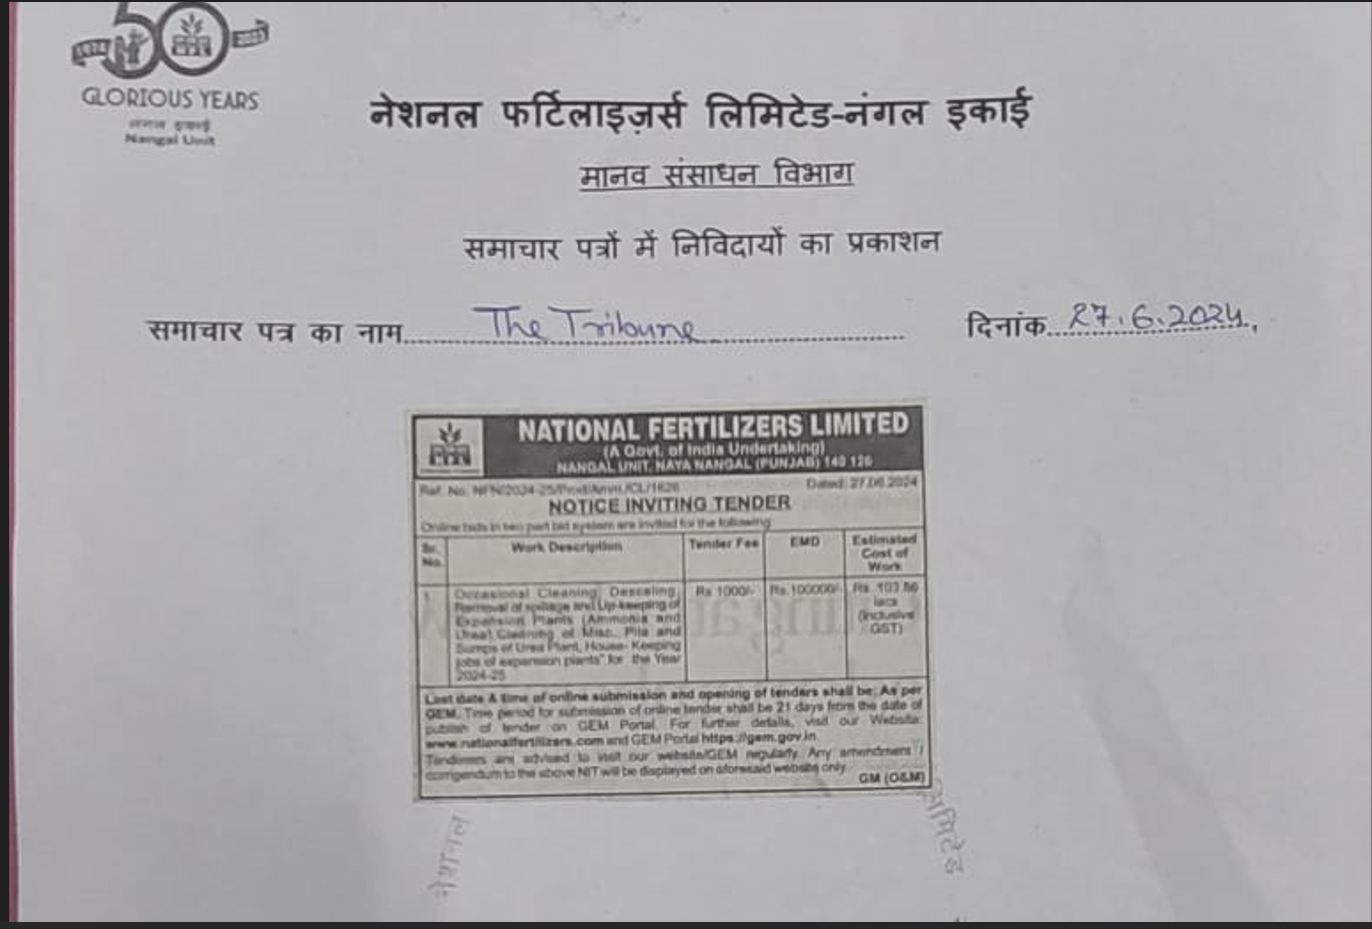 50
GLORIOUS YEARS
नंगल इकाई
Nangal Unit
नेशनल फर्टिलाइज़र्स लिमिटेड-नंगल इकाई
मानव संसाधन विभाग
समाचार पत्रों में निविदायों का प्रकाशन
समाचार पत्र का नाम The Tribune दिनांक 27.6.2024
NATIONAL FERTILIZERS LIMITED
(A Govt. of India Undertaking)
NANGAL UNIT, NAYA NANGAL (PUNJAB) 140 126
Ref. No. Dated: 27.06.2024
NOTICE INVITING TENDER
Online bids in two part bid system are invited for the following
Sr. No. Work Description Tender Fee EMD Estimated Cost of Work
1. Occasional Cleaning, Descaling, Rs 1000/- Rs. 100000/- Rs. 103.86
Removal of spillage and Up-keeping of lacs
Expansion Plants (Ammonia and (inclusive
Urea) Cleaning of Misc., Pits and GST)
Sumps of Urea Plant, House-Keeping
jobs of expansion plants" for the Year
2024-25
Last date & time of online submission and opening of tenders shall be: As per
GEM. Time period for submission of online tender shall be 21 days from the date of
publish of tender on GEM Portal. For further details, visit our Website:
www.nationalfertilizers.com and GEM Portal https://gem.gov.in.
Tenderers are advised to visit our website/GEM regularly. Any amendment /
corrigendum to the above NIT will be displayed on aforesaid website only.
GM (O&M)
नेशनल
लिमिटेड